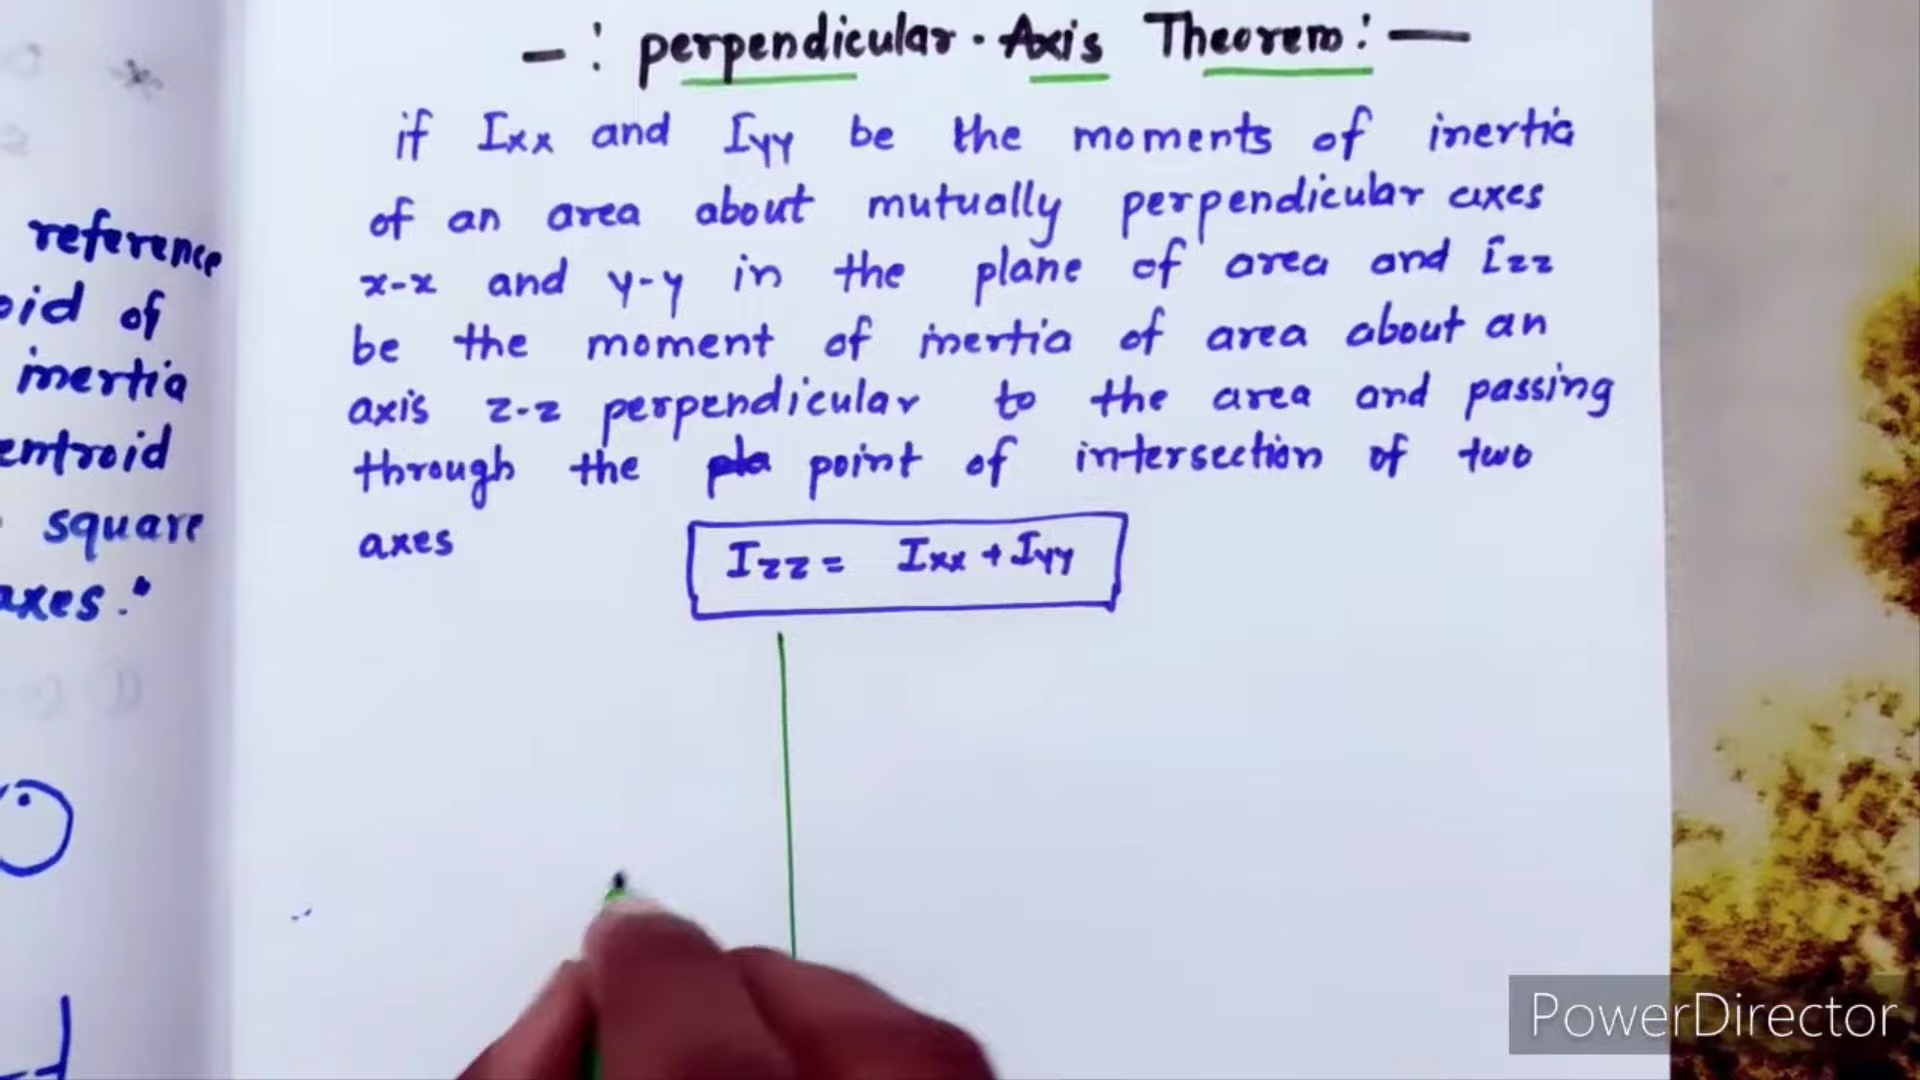 -: perpendicular-Axis Theorem:-
if Ixx and Iyy be the moments of inertia
of an area about mutually perpendicular axes
x-x and y-y in the plane of area and Izz
be the moment of inertia of area about an
axis z-z perpendicular to the area and passing
through the pla point of intersection of two
axes
Izz = Ixx + Iyy
reference
oid of
inertia
entroid
square
axes."
PowerDirector